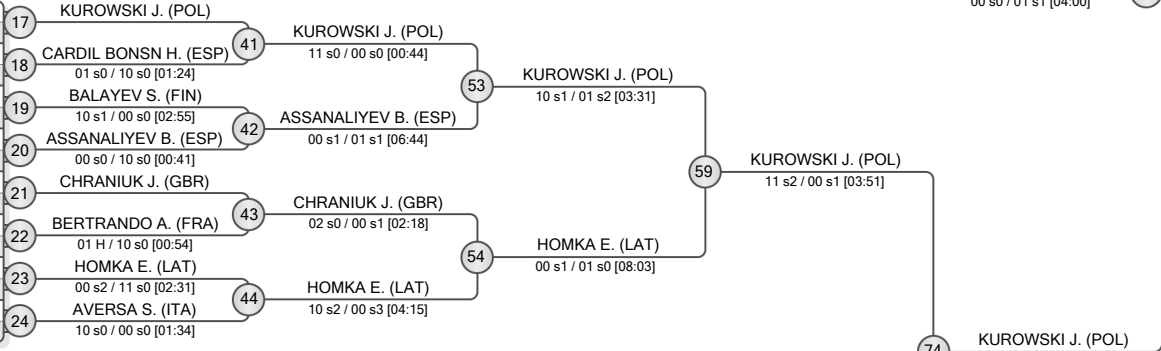 00 s0 / 01 s1 [04:00]
17
KUROWSKI J. (POL)
18
CARDIL BONSN H. (ESP)
01 s0 / 10 s0 [01:24]
19
BALAYEV S. (FIN)
10 s1 / 00 s0 [02:55]
20
ASSANALIYEV B. (ESP)
00 s0 / 10 s0 [00:41]
21
CHRANIUK J. (GBR)
22
BERTRANDO A. (FRA)
01 H / 10 s0 [00:54]
23
HOMKA E. (LAT)
00 s2 / 11 s0 [02:31]
24
AVERSA S. (ITA)
10 s0 / 00 s0 [01:34]
41
KUROWSKI J. (POL)
11 s0 / 00 s0 [00:44]
42
ASSANALIYEV B. (ESP)
00 s1 / 01 s1 [06:44]
43
CHRANIUK J. (GBR)
02 s0 / 00 s1 [02:18]
44
HOMKA E. (LAT)
10 s2 / 00 s3 [04:15]
53
KUROWSKI J. (POL)
10 s1 / 01 s2 [03:31]
54
HOMKA E. (LAT)
00 s1 / 01 s0 [08:03]
59
KUROWSKI J. (POL)
11 s2 / 00 s1 [03:51]
74
KUROWSKI J. (POL)